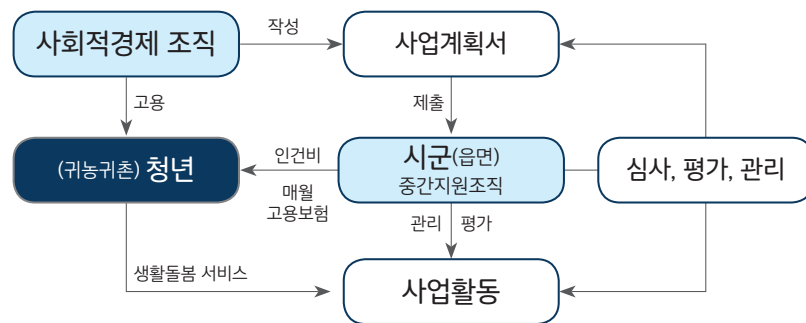 사회적경제 조직
작성
사업계획서
고용
제출
(귀농귀촌) 청년
인건비
매월
고용보험
시군(읍면)
중간지원조직
심사, 평가, 관리
관리 평가
생활돌봄 서비스
사업활동